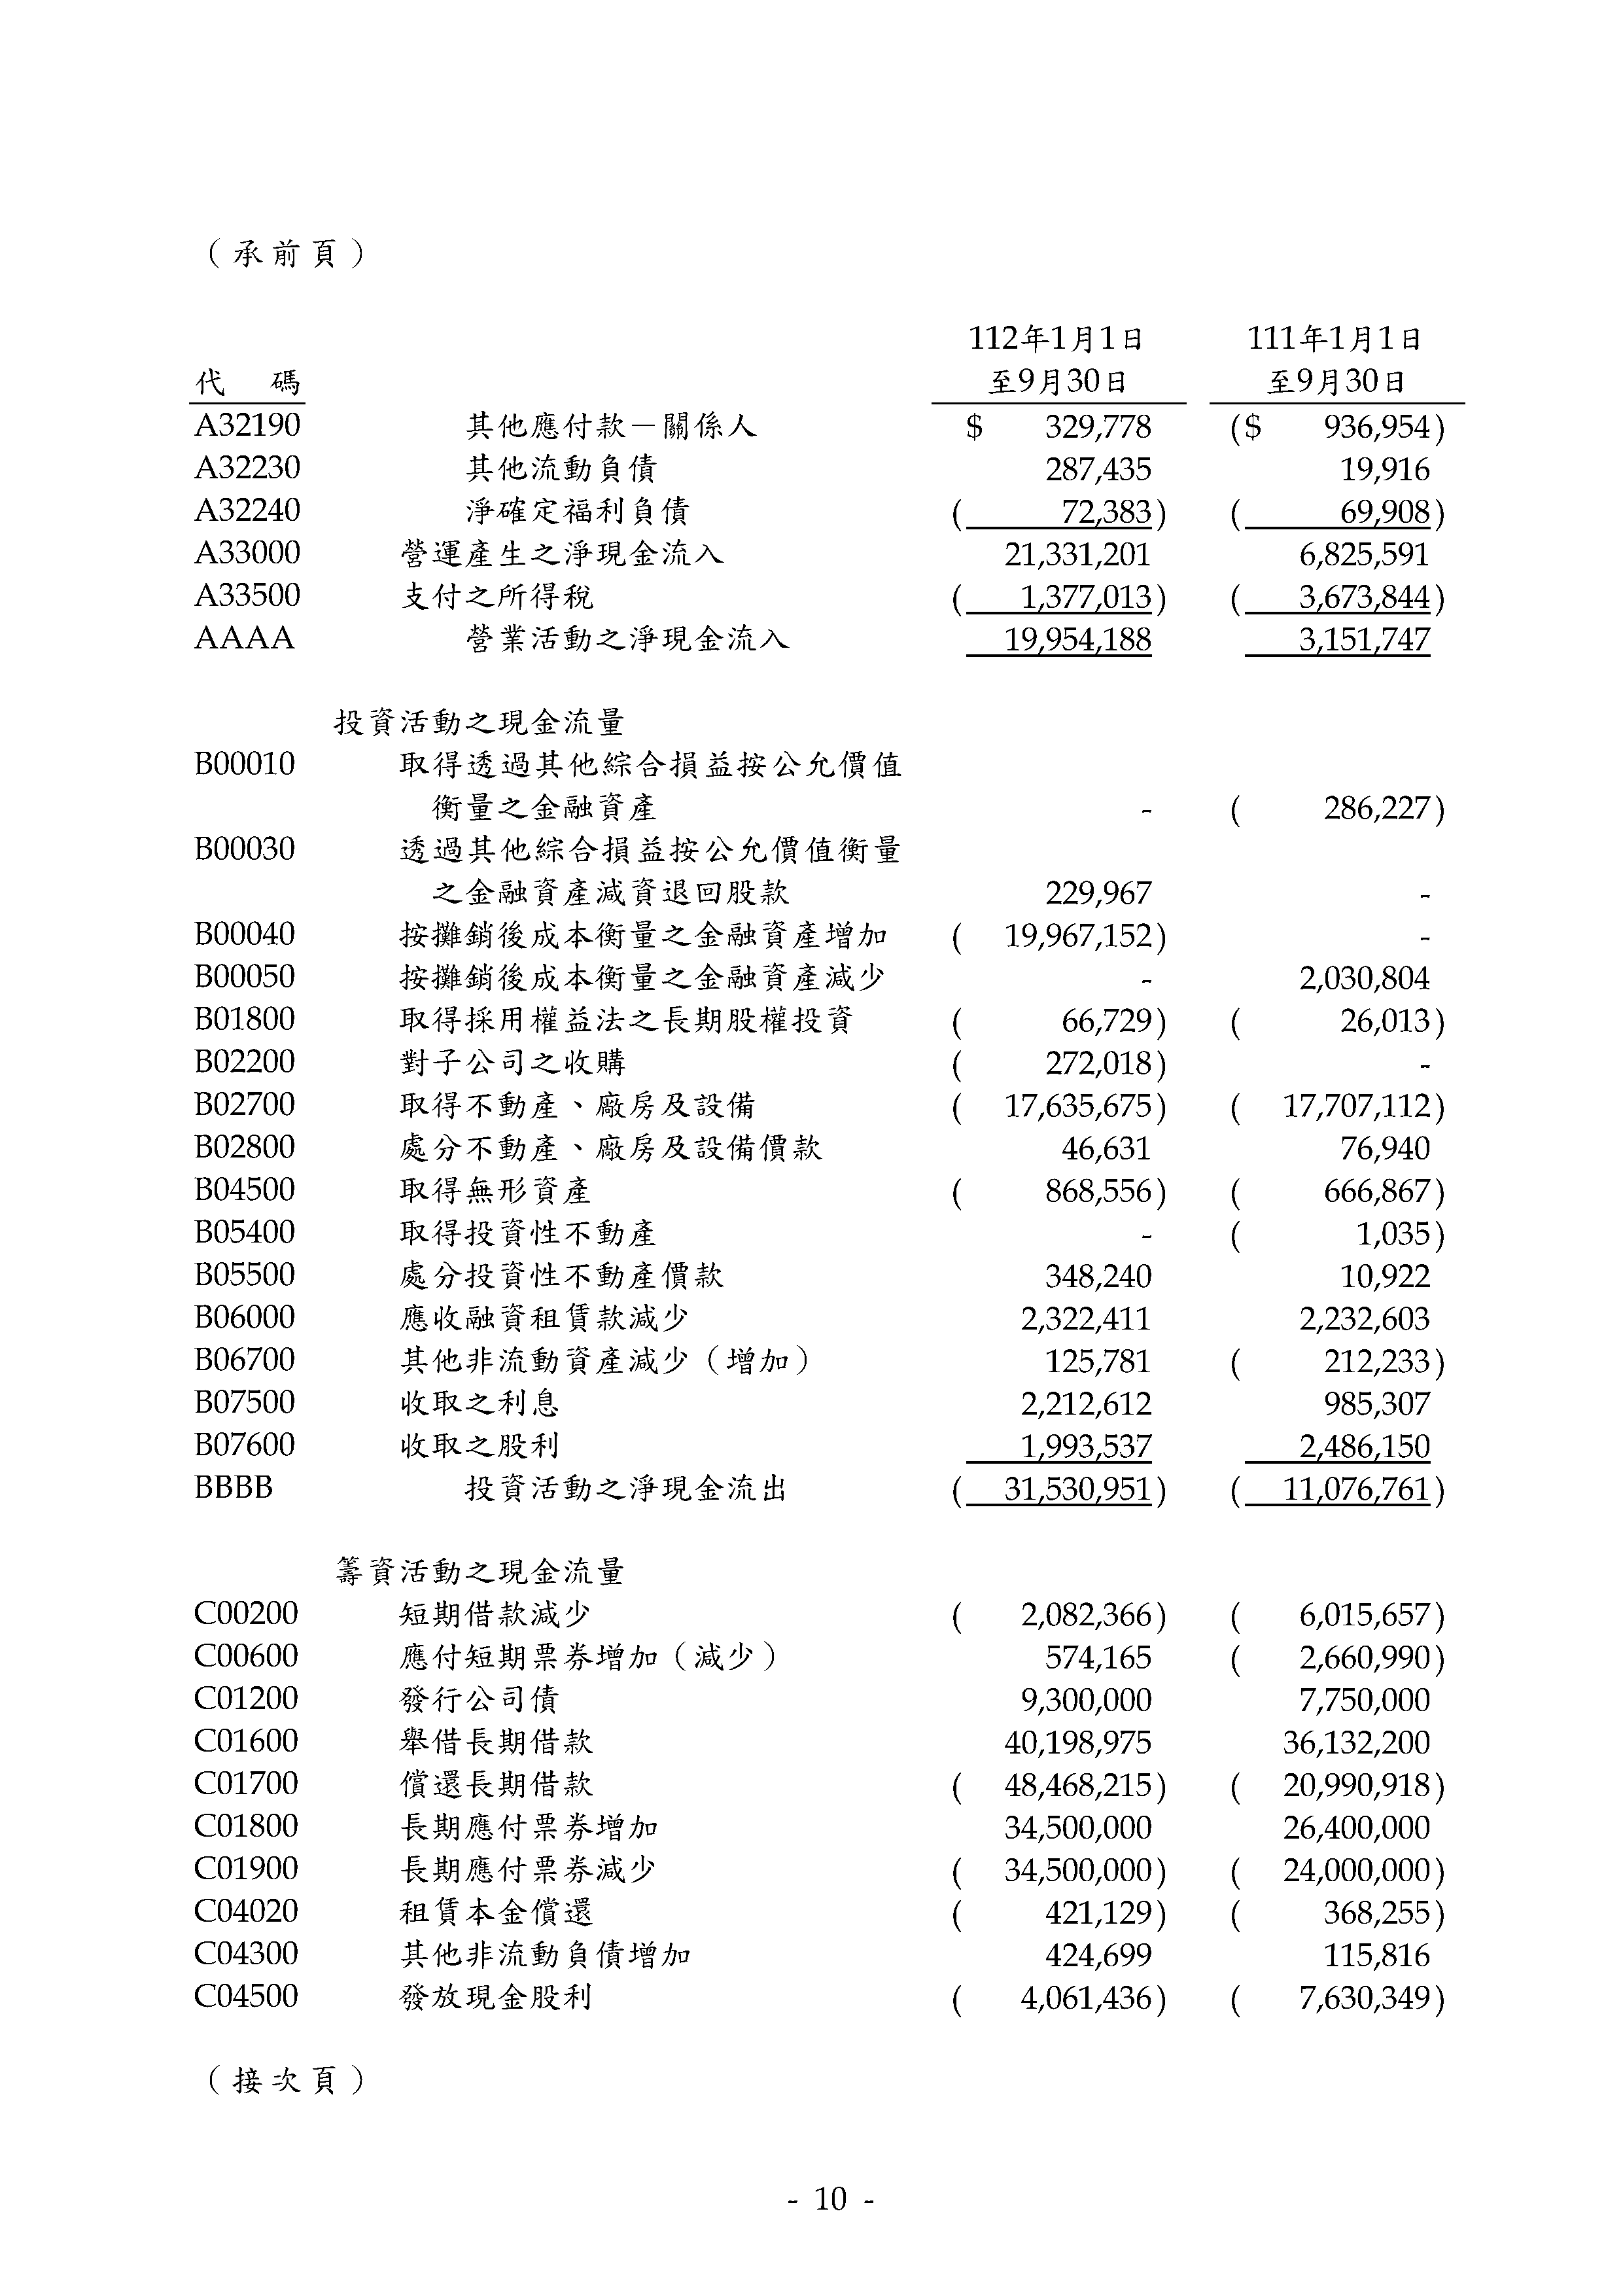 （承前頁）
112年1月1日 111年1月1日
代 碼 至9月30日 至9月30日
A32190 其他應付款－關係人 $ 329,778 ($ 936,954)
A32230 其他流動負債 287,435 19,916
A32240 淨確定福利負債 ( 72,383) ( 69,908)
A33000 營運產生之淨現金流入 21,331,201 6,825,591
A33500 支付之所得稅 ( 1,377,013) ( 3,673,844)
AAAA 營業活動之淨現金流入 19,954,188 3,151,747
投資活動之現金流量
B00010 取得透過其他綜合損益按公允價值
衡量之金融資產 - ( 286,227)
B00030 透過其他綜合損益按公允價值衡量
之金融資產減資退回股款 229,967 -
B00040 按攤銷後成本衡量之金融資產增加 ( 19,967,152) -
B00050 按攤銷後成本衡量之金融資產減少 - 2,030,804
B01800 取得採用權益法之長期股權投資 ( 66,729) ( 26,013)
B02200 對子公司之收購 ( 272,018) -
B02700 取得不動產、廠房及設備 ( 17,635,675) ( 17,707,112)
B02800 處分不動產、廠房及設備價款 46,631 76,940
B04500 取得無形資產 ( 868,556) ( 666,867)
B05400 取得投資性不動產 - ( 1,035)
B05500 處分投資性不動產價款 348,240 10,922
B06000 應收融資租賃款減少 2,322,411 2,232,603
B06700 其他非流動資產減少（增加） 125,781 ( 212,233)
B07500 收取之利息 2,212,612 985,307
B07600 收取之股利 1,993,537 2,486,150
BBBB 投資活動之淨現金流出 ( 31,530,951) ( 11,076,761)
籌資活動之現金流量
C00200 短期借款減少 ( 2,082,366) ( 6,015,657)
C00600 應付短期票券增加（減少） 574,165 ( 2,660,990)
C01200 發行公司債 9,300,000 7,750,000
C01600 舉借長期借款 40,198,975 36,132,200
C01700 償還長期借款 ( 48,468,215) ( 20,990,918)
C01800 長期應付票券增加 34,500,000 26,400,000
C01900 長期應付票券減少 ( 34,500,000) ( 24,000,000)
C04020 租賃本金償還 ( 421,129) ( 368,255)
C04300 其他非流動負債增加 424,699 115,816
C04500 發放現金股利 ( 4,061,436) ( 7,630,349)
（接次頁）
- 10 -